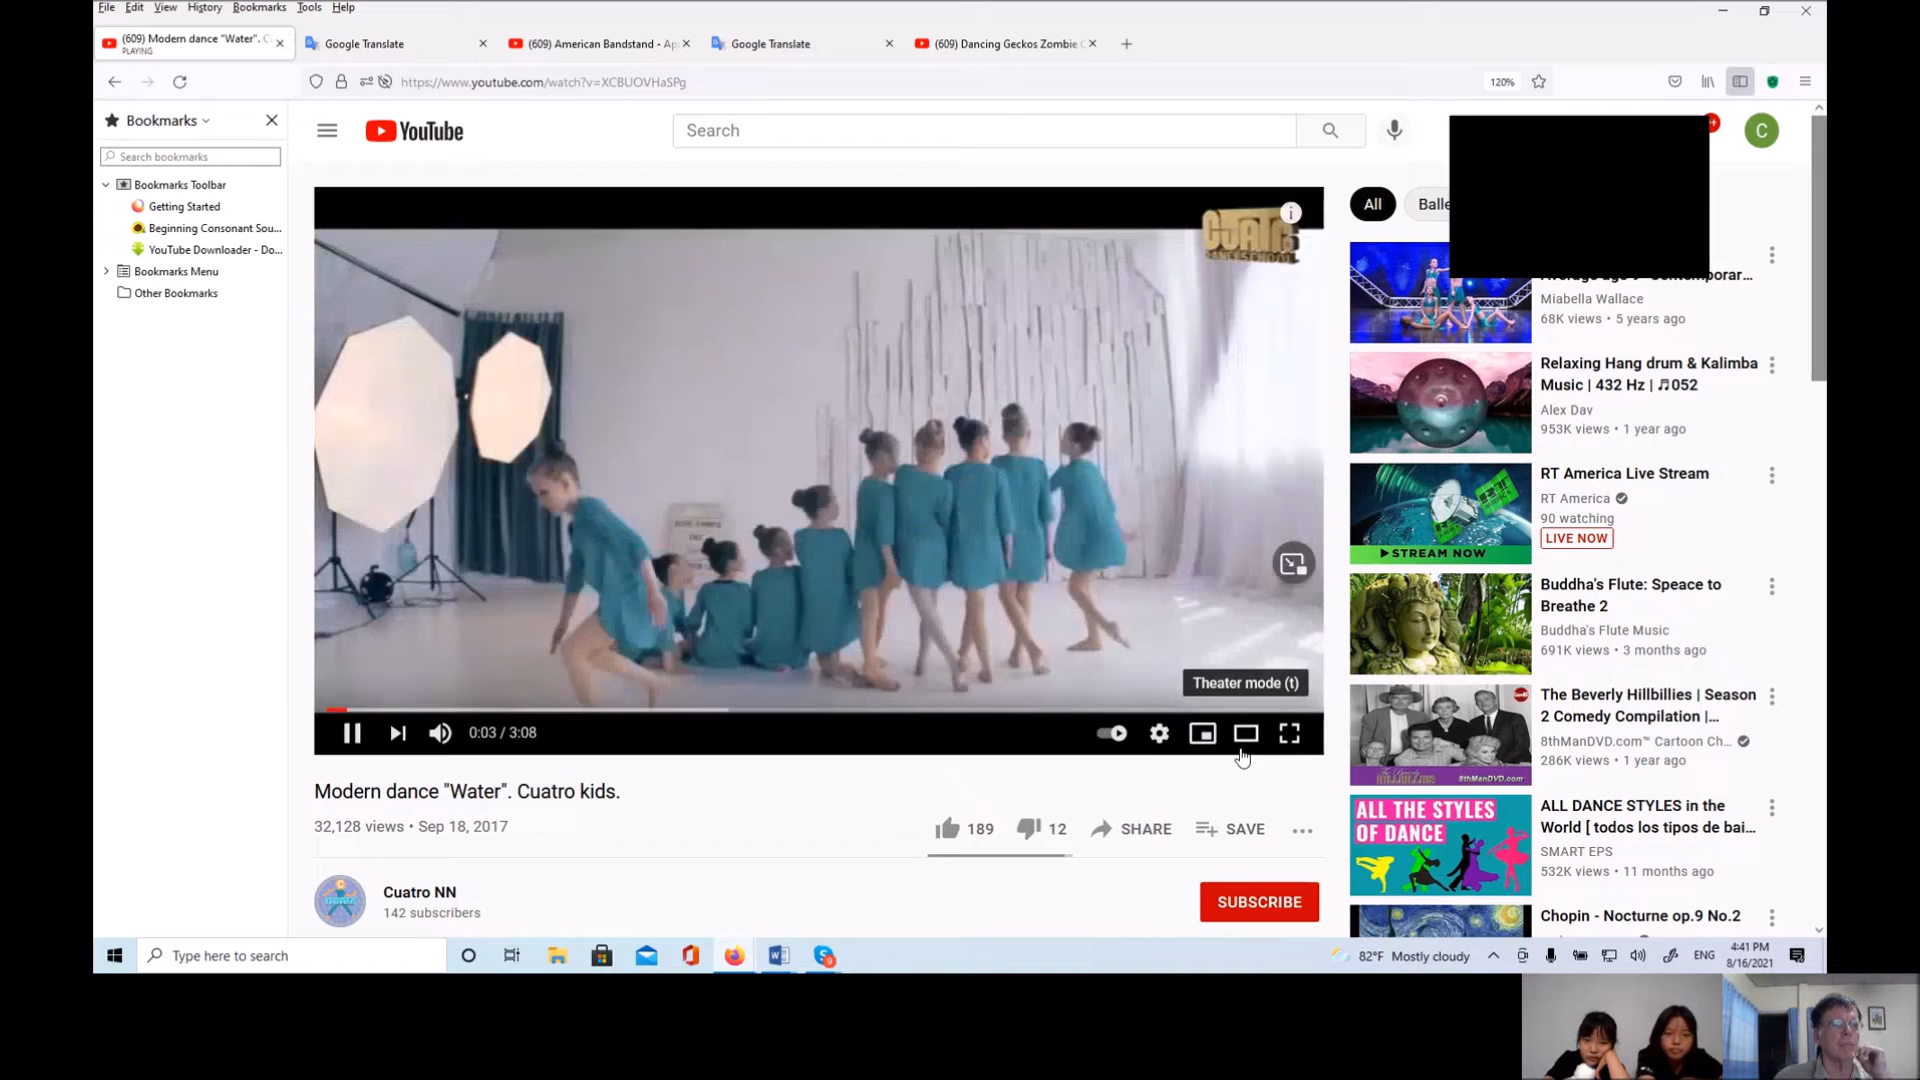 File Edit View History Bookmarks Tools Help
(609) Modern dance "Water". C
PLAYING
Google Translate
(609) American Bandstand - Ap
Google Translate
(609) Dancing Geckos Zombie
https://www.youtube.com/watch?v=XCBUOVHaSPg
120%
Bookmarks
Search bookmarks
Bookmarks Toolbar
Getting Started
Beginning Consonant Sou...
YouTube Downloader - Do...
Bookmarks Menu
Other Bookmarks
YouTube
Search
C
CUATRO
DANCESCHOOL
Theater mode (t)
0:03 / 3:08
Modern dance "Water". Cuatro kids.
32,128 views • Sep 18, 2017
189
12
SHARE
SAVE
Cuatro NN
142 subscribers
SUBSCRIBE
All
Balle
Miabella Wallace
68K views • 5 years ago
Relaxing Hang drum & Kalimba
Music | 432 Hz | ♫052
Alex Dav
953K views • 1 year ago
RT America Live Stream
RT America
90 watching
LIVE NOW
STREAM NOW
Buddha's Flute: Speace to
Breathe 2
Buddha's Flute Music
691K views • 3 months ago
The Beverly Hillbillies | Season
2 Comedy Compilation |...
8thManDVD.com™ Cartoon Ch...
286K views • 1 year ago
8thManDVD.com
ALL THE STYLES
OF DANCE
ALL DANCE STYLES in the
World [ todos los tipos de bai...
SMART EPS
532K views • 11 months ago
Chopin - Nocturne op.9 No.2
Type here to search
82°F Mostly cloudy
ENG
4:41 PM
8/16/2021